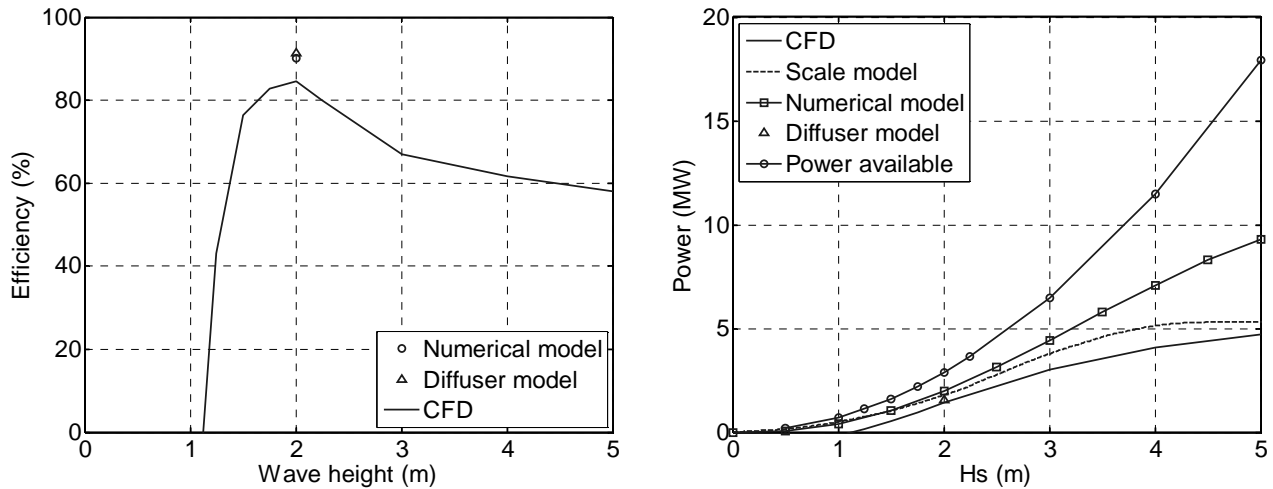 100
80
60
40
20
0
Efficiency (%)
0 1 2 3 4 5
Wave height (m)
Numerical model
Diffuser model
CFD
20
15
10
5
0
Power (MW)
0 1 2 3 4 5
Hs (m)
CFD
Scale model
Numerical model
Diffuser model
Power available